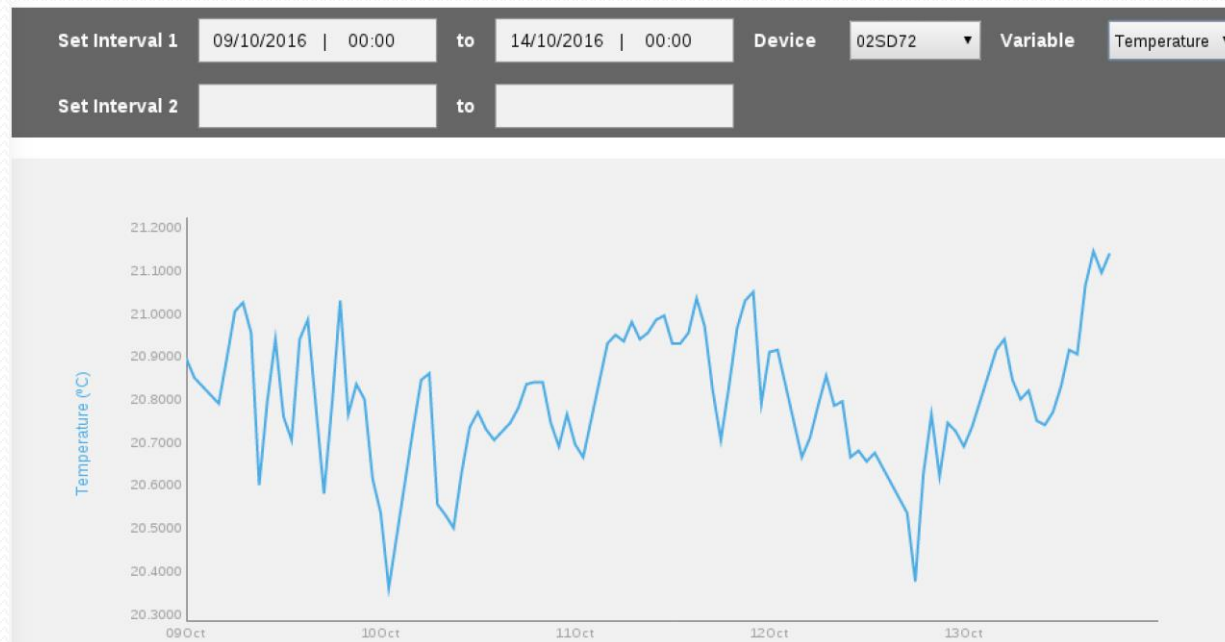 Set Interval 1 09/10/2016 | 00:00 to 14/10/2016 | 00:00 Device 02SD72 Variable Temperature
Set Interval 2 to
21.2000
21.1000
21.0000
20.9000
20.8000
20.7000
20.6000
20.5000
20.4000
20.3000
Temperature (ºC)
09Oct 10Oct 11Oct 12Oct 13Oct